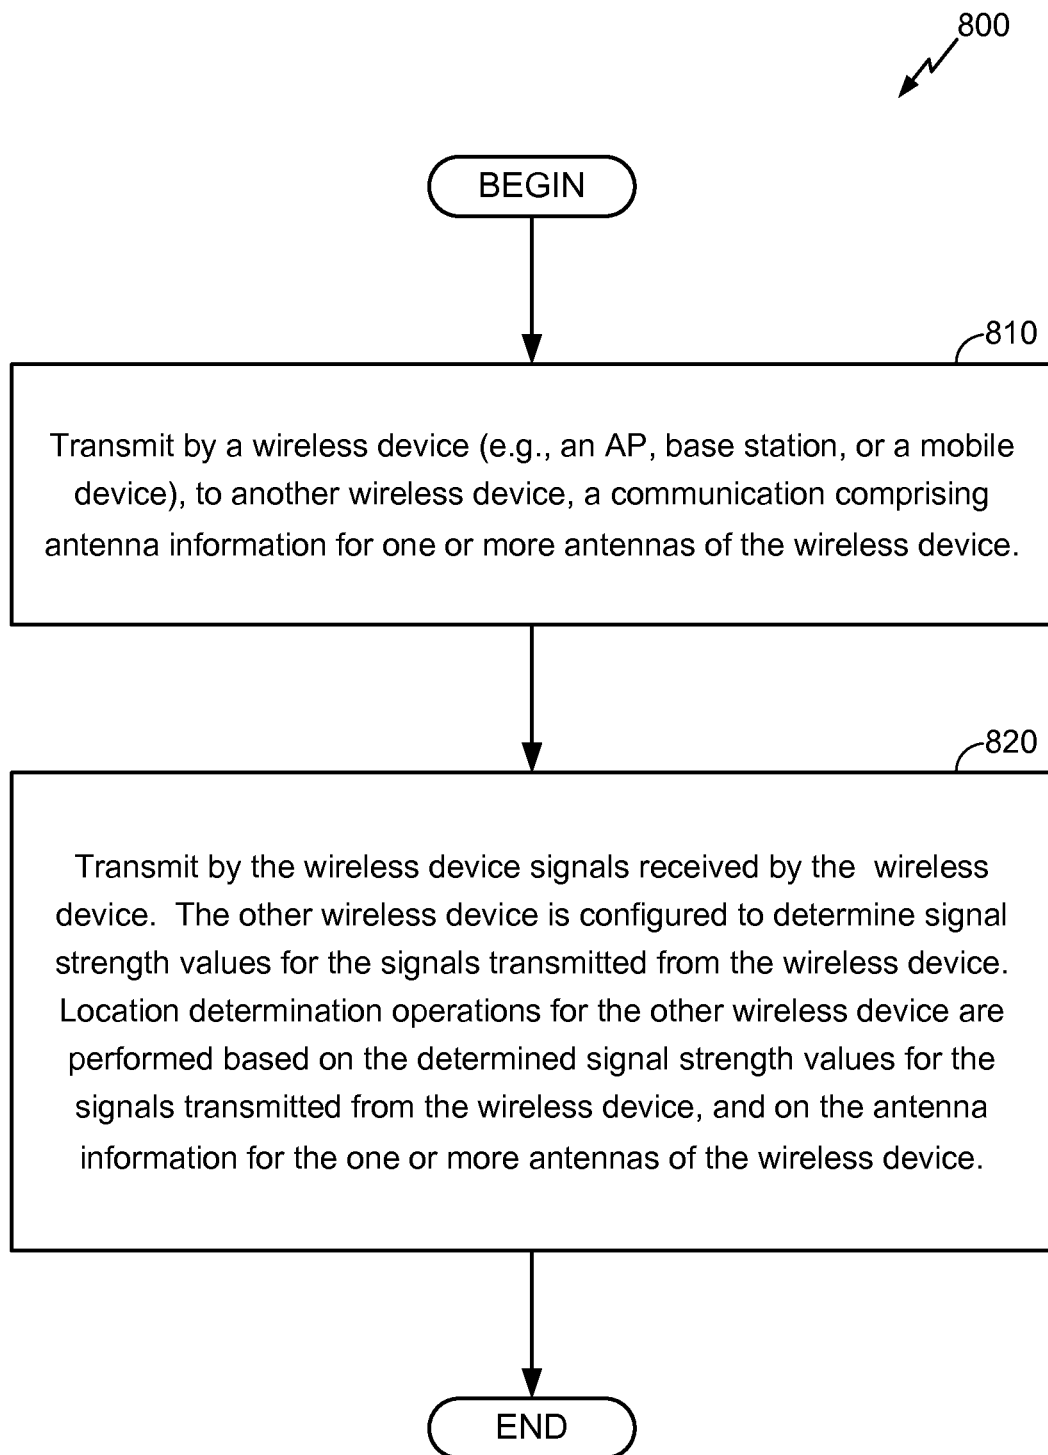 800
BEGIN
810
Transmit by a wireless device (e.g., an AP, base station, or a mobile
device), to another wireless device, a communication comprising
antenna information for one or more antennas of the wireless device.
820
Transmit by the wireless device signals received by the  wireless
device.  The other wireless device is configured to determine signal
strength values for the signals transmitted from the wireless device.
Location determination operations for the other wireless device are
performed based on the determined signal strength values for the
signals transmitted from the wireless device, and on the antenna
information for the one or more antennas of the wireless device.
END